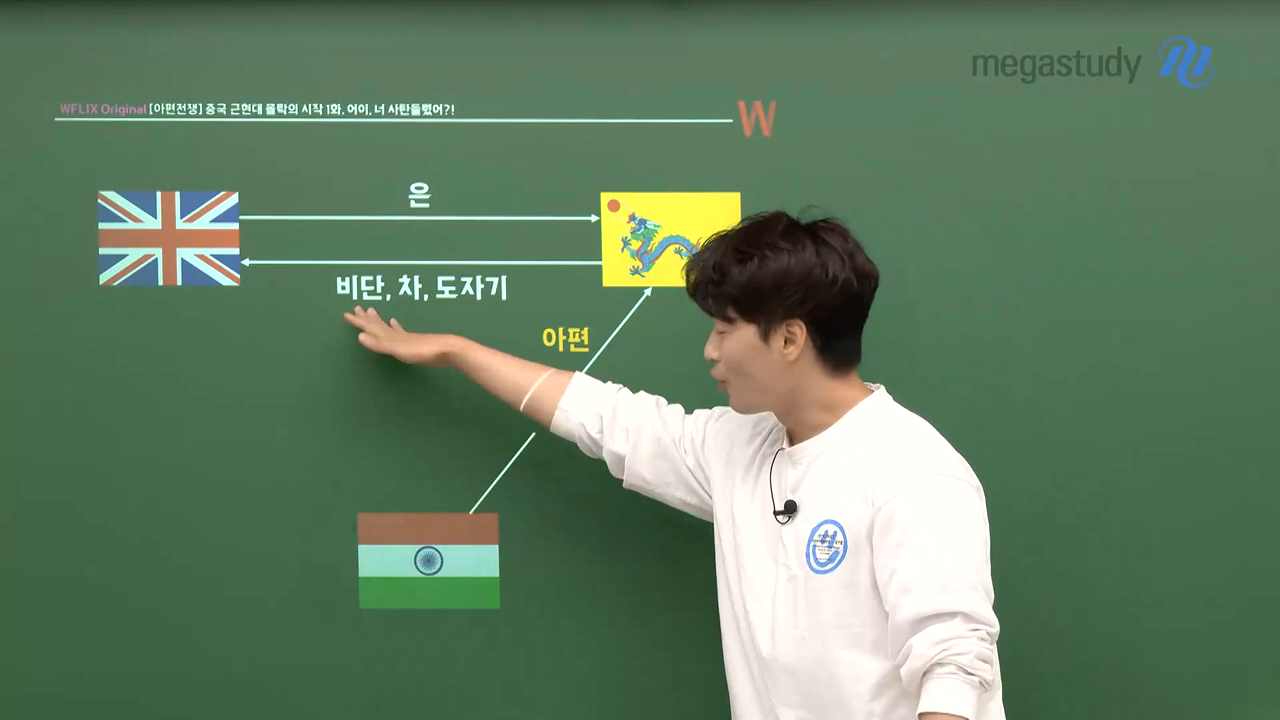 megastudy
WFLIX Original [아편전쟁]중국 근현대 몰락의 시작 1화. 어이, 너 사탄들렸어?!
W
은
비단, 차, 도자기
아편